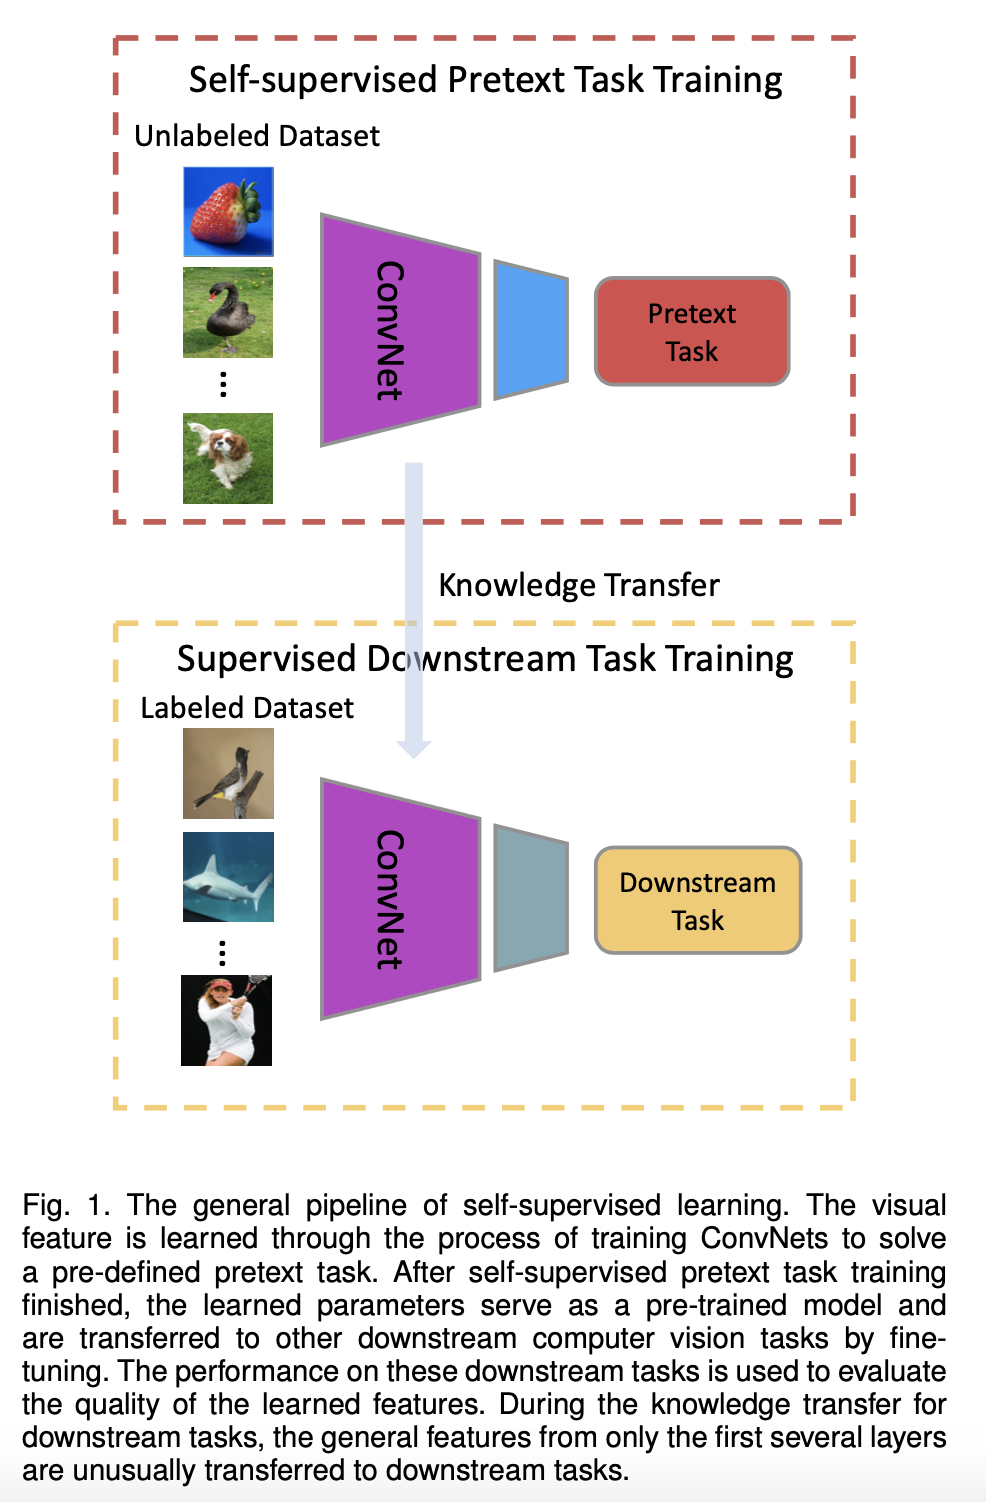 Self-supervised Pretext Task Training
Unlabeled Dataset
ConvNet
Pretext
Task
Knowledge Transfer
Supervised Downstream Task Training
Labeled Dataset
ConvNet
Downstream
Task
Fig. 1. The general pipeline of self-supervised learning. The visual
feature is learned through the process of training ConvNets to solve
a pre-defined pretext task. After self-supervised pretext task training
finished, the learned parameters serve as a pre-trained model and
are transferred to other downstream computer vision tasks by fine-
tuning. The performance on these downstream tasks is used to evaluate
the quality of the learned features. During the knowledge transfer for
downstream tasks, the general features from only the first several layers
are unusually transferred to downstream tasks.